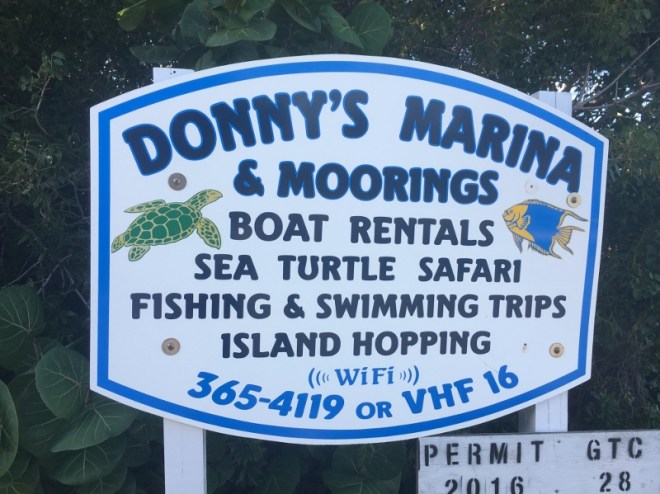 DONNY'S MARINA
& MOORINGS
BOAT RENTALS
SEA TURTLE SAFARI
FISHING & SWIMMING TRIPS
ISLAND HOPPING
((( WiFi )))
365-4119 OR VHF 16
PERMIT GTC
2016 28